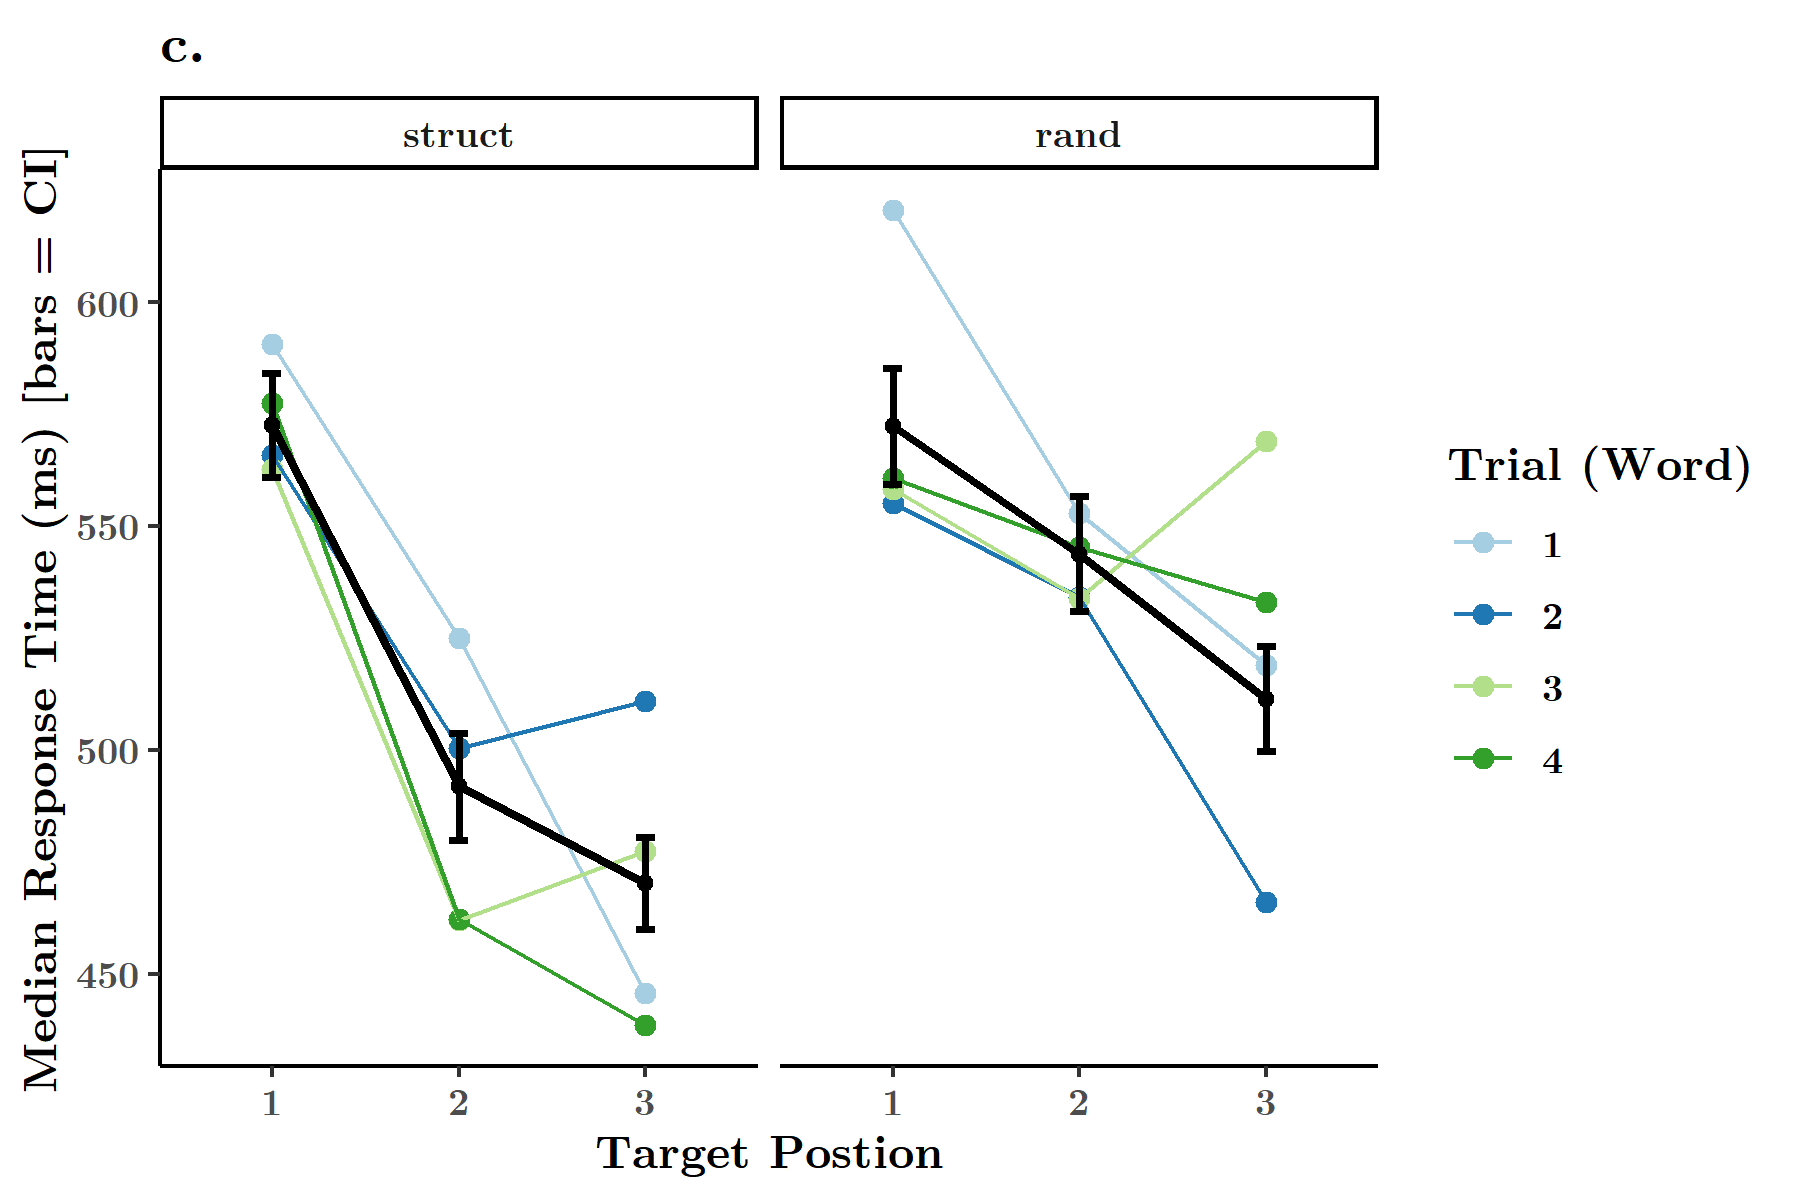 c.
struct
rand
Median Response Time (ms) [bars = CI]
600
550
500
450
1 2 3
1 2 3
Target Postion
Trial (Word)
1
2
3
4